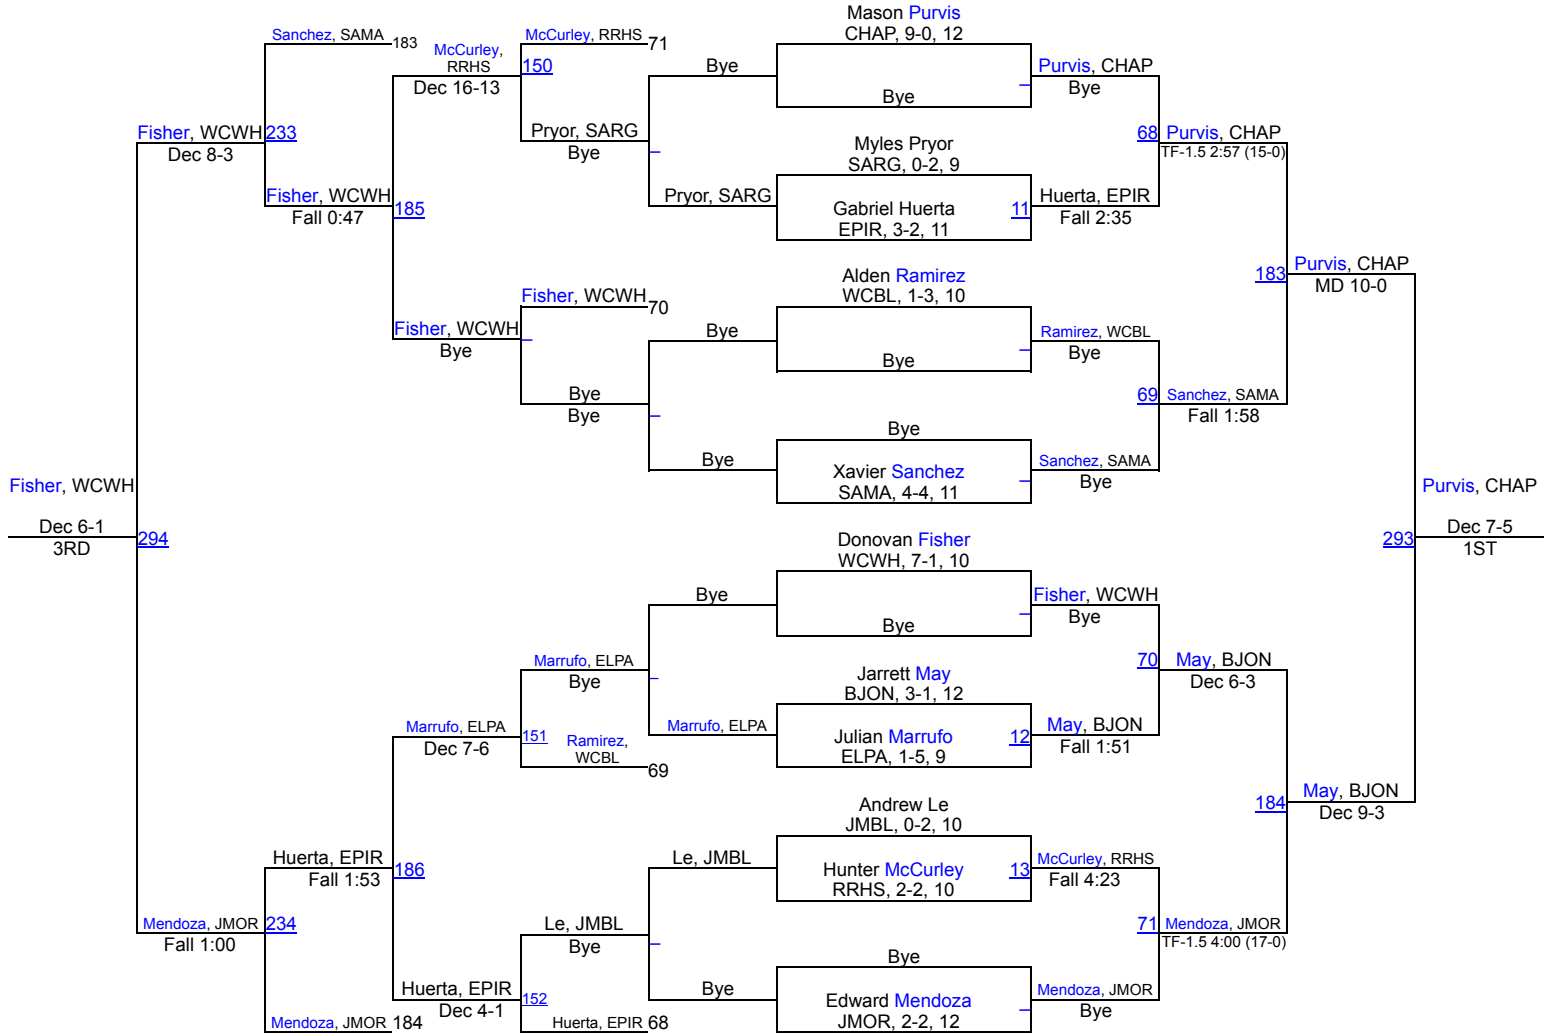 Mason Purvis
CHAP, 9-0, 12
Bye
Bye
Purvis, CHAP
Bye
Myles Pryor
SARG, 0-2, 9
Pryor, SARG
Gabriel Huerta
EPIR, 3-2, 11
11
Huerta, EPIR
Fall 2:35
68
Purvis, CHAP
TF-1.5 2:57 (15-0)
Alden Ramirez
WCBL, 1-3, 10
Bye
Bye
Ramirez, WCBL
Bye
Bye
Bye
Xavier Sanchez
SAMA, 4-4, 11
Sanchez, SAMA
Bye
69
Sanchez, SAMA
Fall 1:58
183
Purvis, CHAP
MD 10-0
Donovan Fisher
WCWH, 7-1, 10
Bye
Bye
Fisher, WCWH
Bye
Jarrett May
BJON, 3-1, 12
Marrufo, ELPA
Julian Marrufo
ELPA, 1-5, 9
12
May, BJON
Fall 1:51
70
May, BJON
Dec 6-3
Andrew Le
JMBL, 0-2, 10
Le, JMBL
Hunter McCurley
RRHS, 2-2, 10
13
McCurley, RRHS
Fall 4:23
Bye
Bye
Edward Mendoza
JMOR, 2-2, 12
Mendoza, JMOR
Bye
71
Mendoza, JMOR
TF-1.5 4:00 (17-0)
184
May, BJON
Dec 9-3
293
Purvis, CHAP
Dec 7-5
1ST
McCurley, RRHS
71
Pryor, SARG
Bye
150
McCurley,
RRHS
Dec 16-13
Fisher, WCWH
70
Bye
Bye
Fisher, WCWH
Bye
185
Fisher, WCWH
Fall 0:47
Sanchez, SAMA
183
233
Fisher, WCWH
Dec 8-3
Marrufo, ELPA
Bye
151
Ramirez,
WCBL
69
Marrufo, ELPA
Dec 7-6
Le, JMBL
Bye
152
Huerta, EPIR
68
Huerta, EPIR
Dec 4-1
186
Huerta, EPIR
Fall 1:53
234
Mendoza, JMOR
184
Mendoza, JMOR
Fall 1:00
294
Fisher, WCWH
Dec 6-1
3RD